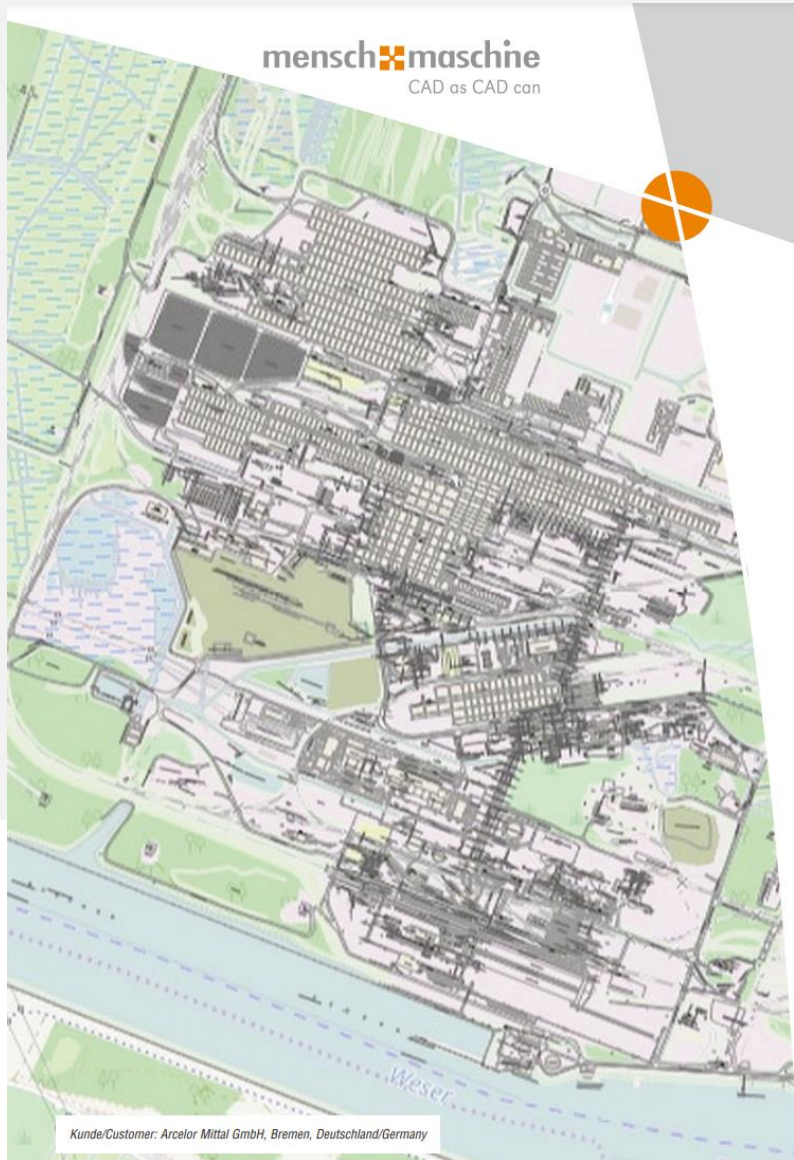 mensch maschine
CAD as CAD can
Weser
Kunde/Customer: Arcelor Mittal GmbH, Bremen, Deutschland/Germany